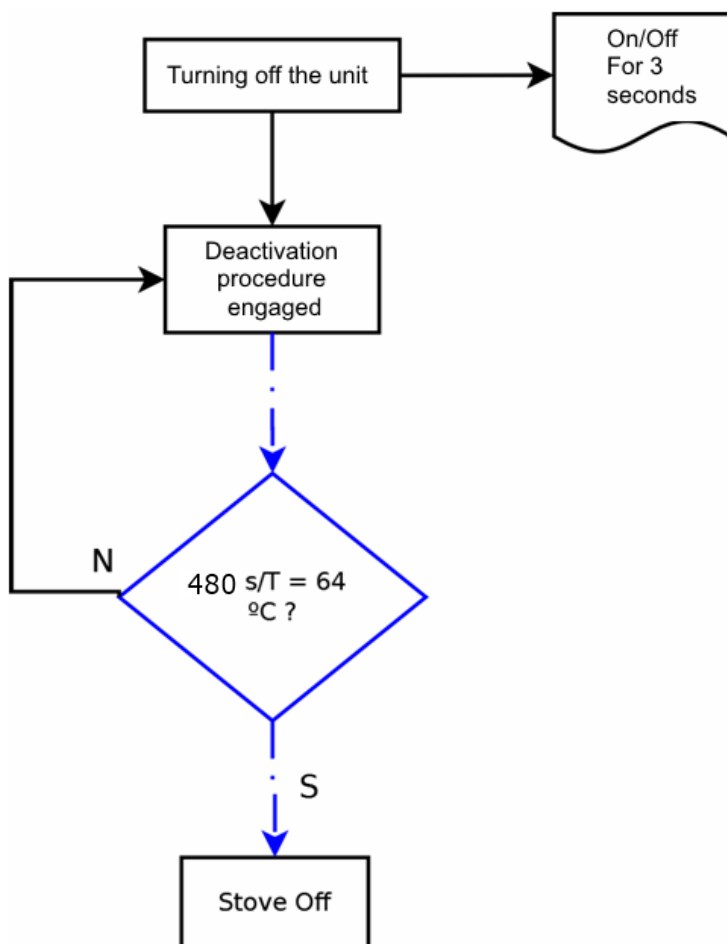 Turning off the unit
On/Off
For 3
seconds
Deactivation
procedure
engaged
N
480 s/T = 64
ºC ?
S
Stove Off